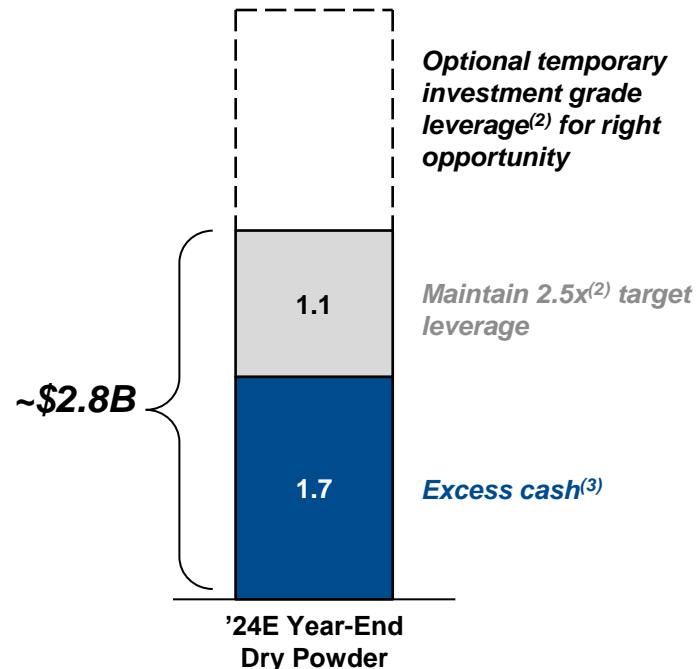 Optional temporary
investment grade
leverage(2) for right
opportunity
1.1
Maintain 2.5x(2) target
leverage
~$2.8B
1.7
Excess cash(3)
’24E Year-End
Dry Powder